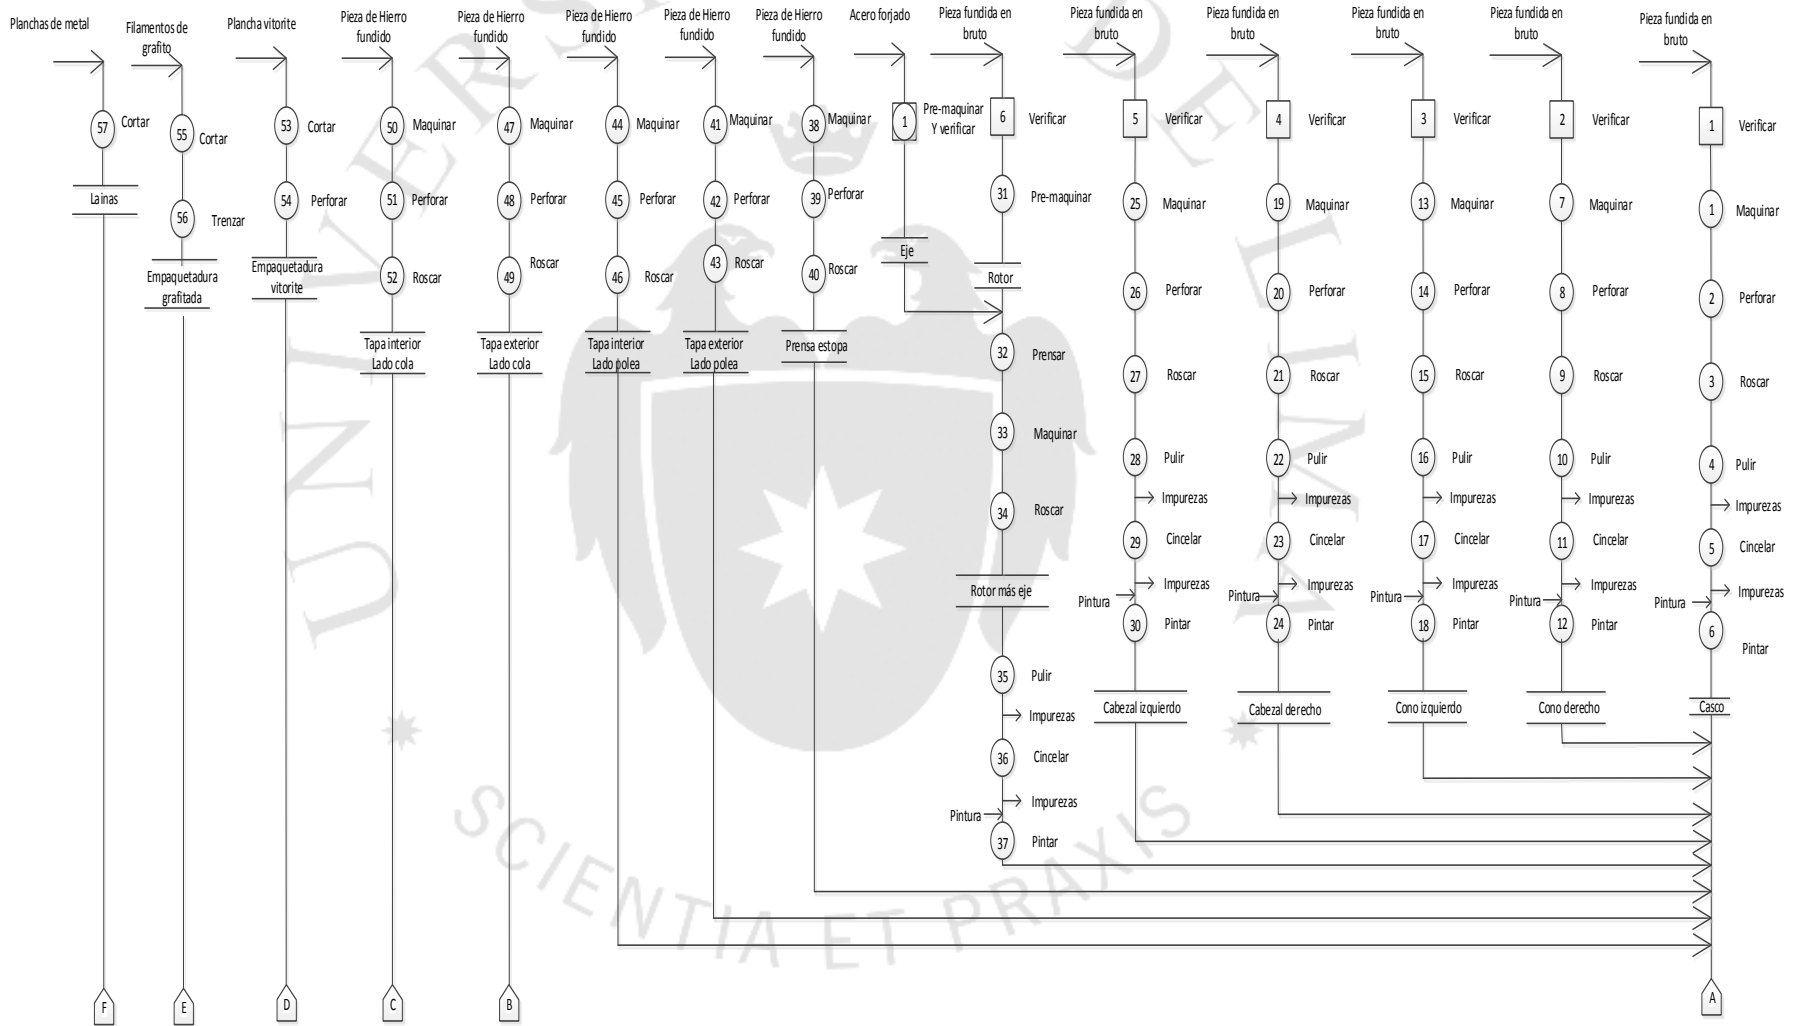 Planchas de metal
57
Cortar
Lainas
F
Filamentos de
grafito
55
Cortar
56
Trenzar
Empaquetadura
grafitada
E
Plancha vitorite
53
Cortar
54
Perforar
Empaquetadura
vitorite
D
Pieza de Hierro
fundido
50
Maquinar
51
Perforar
52
Roscar
Tapa interior
Lado cola
C
Pieza de Hierro
fundido
47
Maquinar
48
Perforar
49
Roscar
Tapa exterior
Lado cola
B
Pieza de Hierro
fundido
44
Maquinar
45
Perforar
46
Roscar
Tapa interior
Lado polea
Pieza de Hierro
fundido
41
Maquinar
42
Perforar
43
Roscar
Tapa exterior
Lado polea
Pieza de Hierro
fundido
38
Maquinar
39
Perforar
40
Roscar
Prensa estopa
Acero forjado
1
Pre-maquinar
Y verificar
Eje
Pieza fundida en
bruto
6
Verificar
31
Pre-maquinar
Rotor
32
Prensar
33
Maquinar
34
Roscar
Rotor más eje
35
Pulir
Impurezas
36
Cincelar
Impurezas
Pintura
37
Pintar
Pieza fundida en
bruto
5
Verificar
25
Maquinar
26
Perforar
27
Roscar
28
Pulir
Impurezas
29
Cincelar
Impurezas
Pintura
30
Pintar
Cabezal izquierdo
Pieza fundida en
bruto
4
Verificar
19
Maquinar
20
Perforar
21
Roscar
22
Pulir
Impurezas
23
Cincelar
Impurezas
Pintura
24
Pintar
Cabezal derecho
Pieza fundida en
bruto
3
Verificar
13
Maquinar
14
Perforar
15
Roscar
16
Pulir
Impurezas
17
Cincelar
Impurezas
Pintura
18
Pintar
Cono izquierdo
Pieza fundida en
bruto
2
Verificar
7
Maquinar
8
Perforar
9
Roscar
10
Pulir
Impurezas
11
Cincelar
Impurezas
Pintura
12
Pintar
Cono derecho
Pieza fundida en
bruto
1
Verificar
1
Maquinar
2
Perforar
3
Roscar
4
Pulir
Impurezas
5
Cincelar
Impurezas
Pintura
6
Pintar
Casco
A
SCIENTIA ET PRAXIS